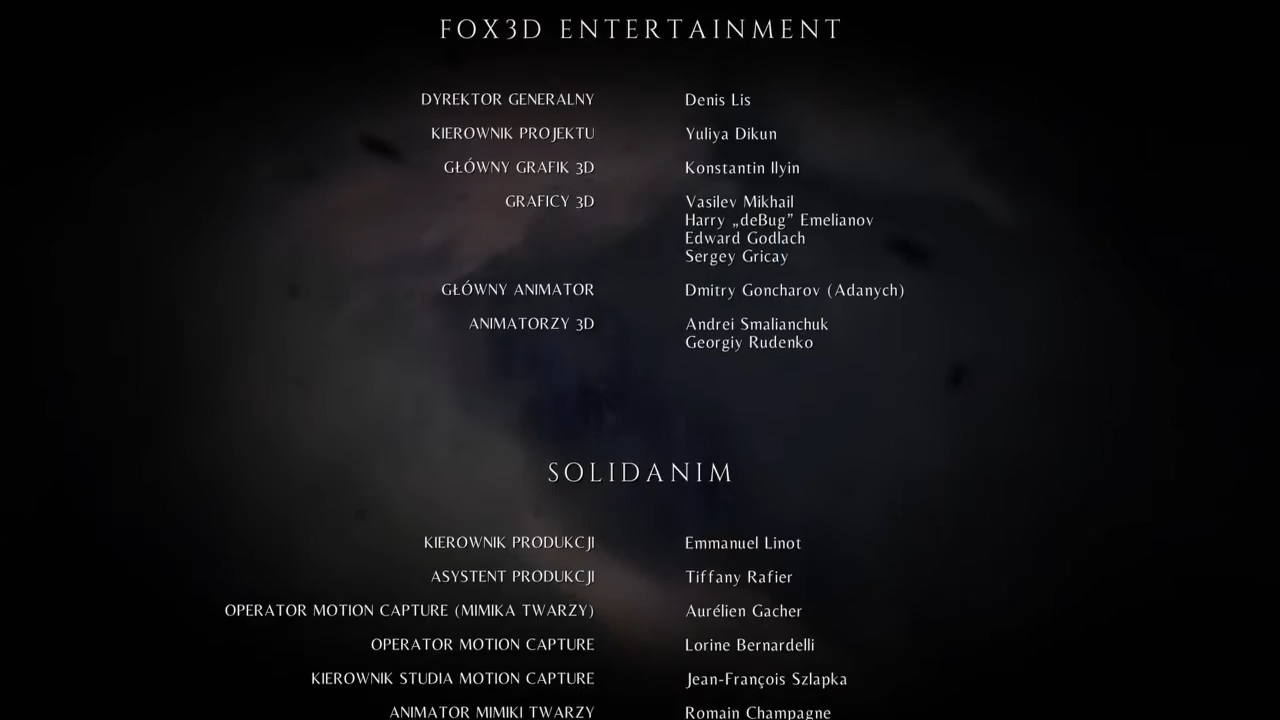 FOX3D ENTERTAINMENT
DYREKTOR GENERALNY Denis Lis
KIEROWNIK PROJEKTU Yuliya Dikun
GŁÓWNY GRAFIK 3D Konstantin Ilyin
GRAFICY 3D Vasilev Mikhail
Harry „deBug” Emelianov
Edward Godlach
Sergey Gricay
GŁÓWNY ANIMATOR Dmitry Goncharov (Adanych)
ANIMATORZY 3D Andrei Smalianchuk
Georgiy Rudenko
SOLIDANIM
KIEROWNIK PRODUKCJI Emmanuel Linot
ASYSTENT PRODUKCJI Tiffany Rafier
OPERATOR MOTION CAPTURE (MIMIKA TWARZY) Aurélien Gacher
OPERATOR MOTION CAPTURE Lorine Bernardelli
KIEROWNIK STUDIA MOTION CAPTURE Jean-François Szlapka
ANIMATOR MIMIKI TWARZY Romain Champagne